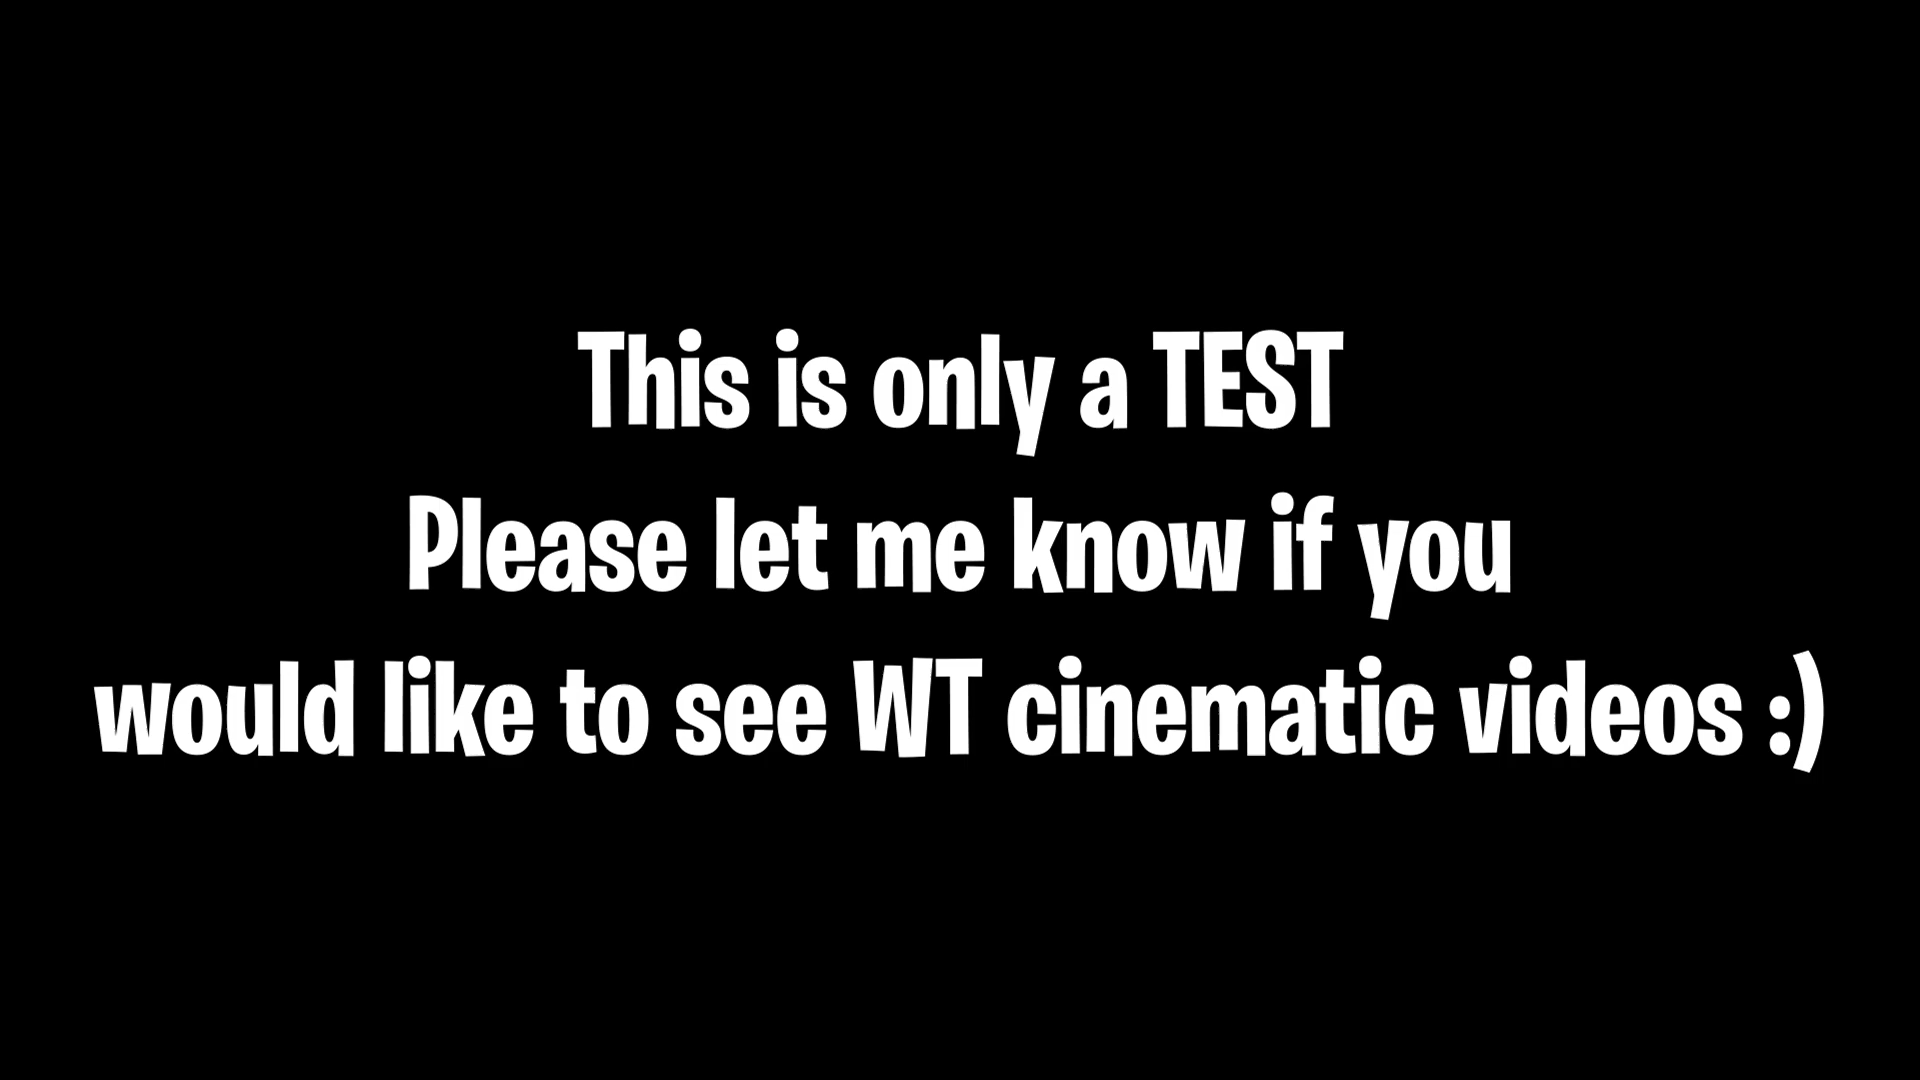 This is only a TEST
Please let me know if you
would like to see WT cinematic videos :)